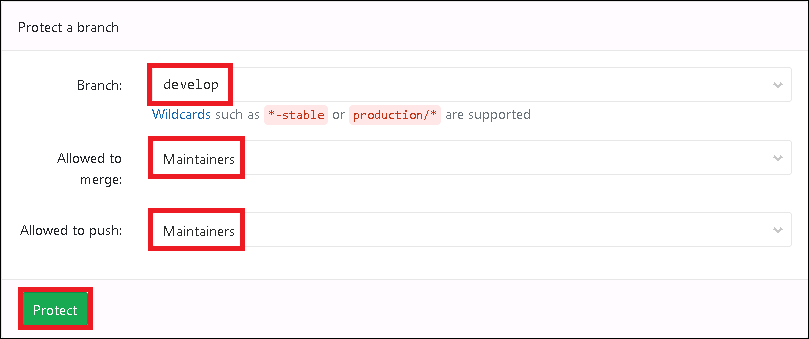 Protect a branch
Branch: develop
Wildcards such as *-stable or production/* are supported
Allowed to merge: Maintainers
Allowed to push: Maintainers
Protect